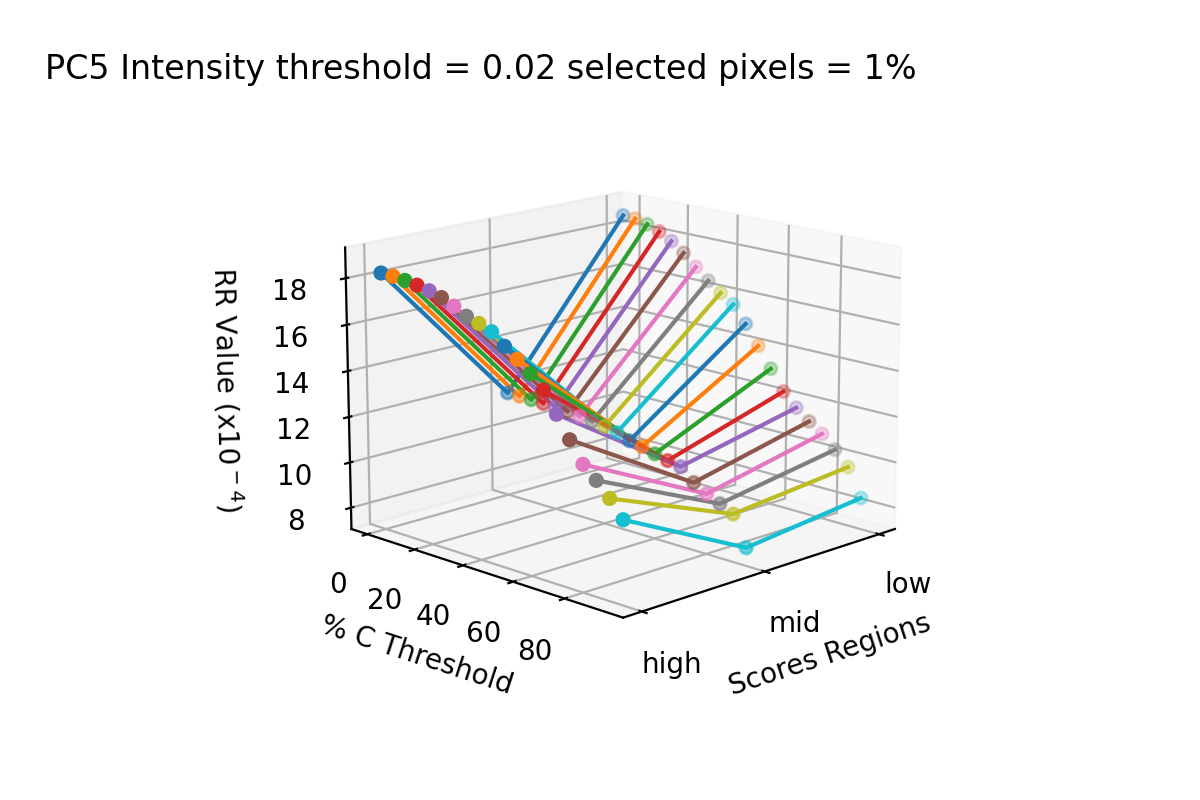 PC5 Intensity threshold = 0.02 selected pixels = 1%
RR Value (x10⁻⁴)
18
16
14
12
10
8
0
20
40
60
80
% C Threshold
high
mid
low
Scores Regions